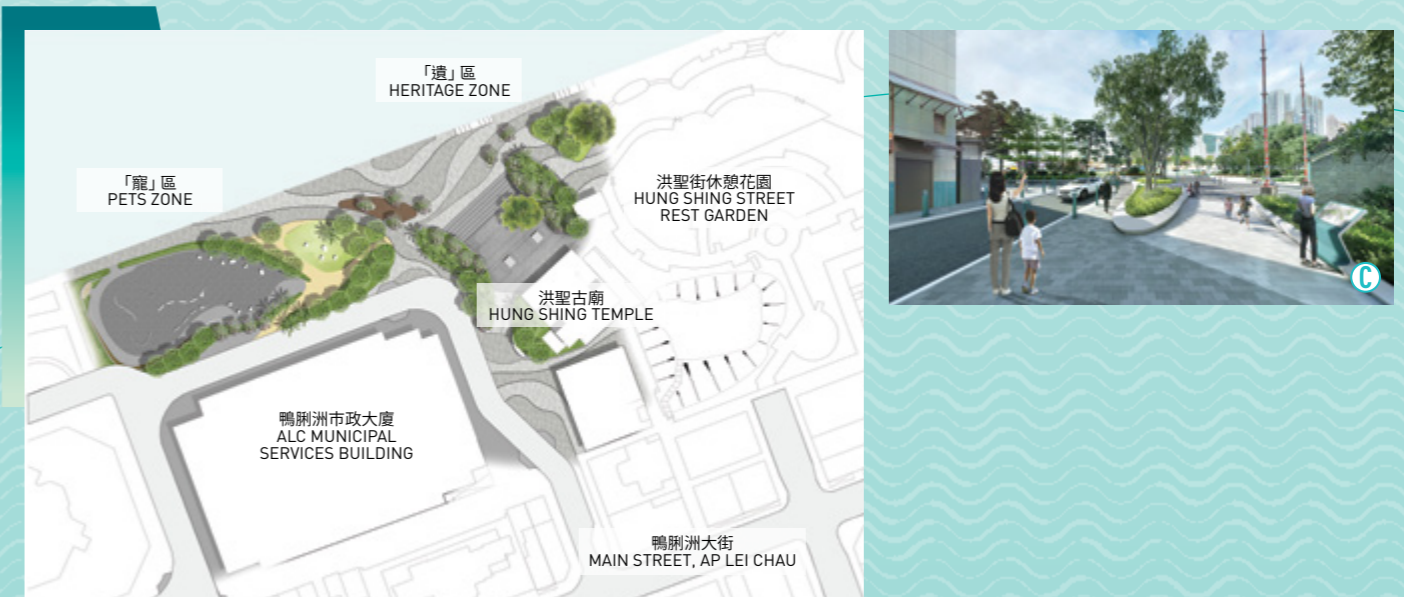 「遺」區
HERITAGE ZONE
「寵」區
PETS ZONE
洪聖街休憩花園
HUNG SHING STREET
REST GARDEN
洪聖古廟
HUNG SHING TEMPLE
鴨脷洲市政大廈
ALC MUNICIPAL
SERVICES BUILDING
鴨脷洲大街
MAIN STREET, AP LEI CHAU
C